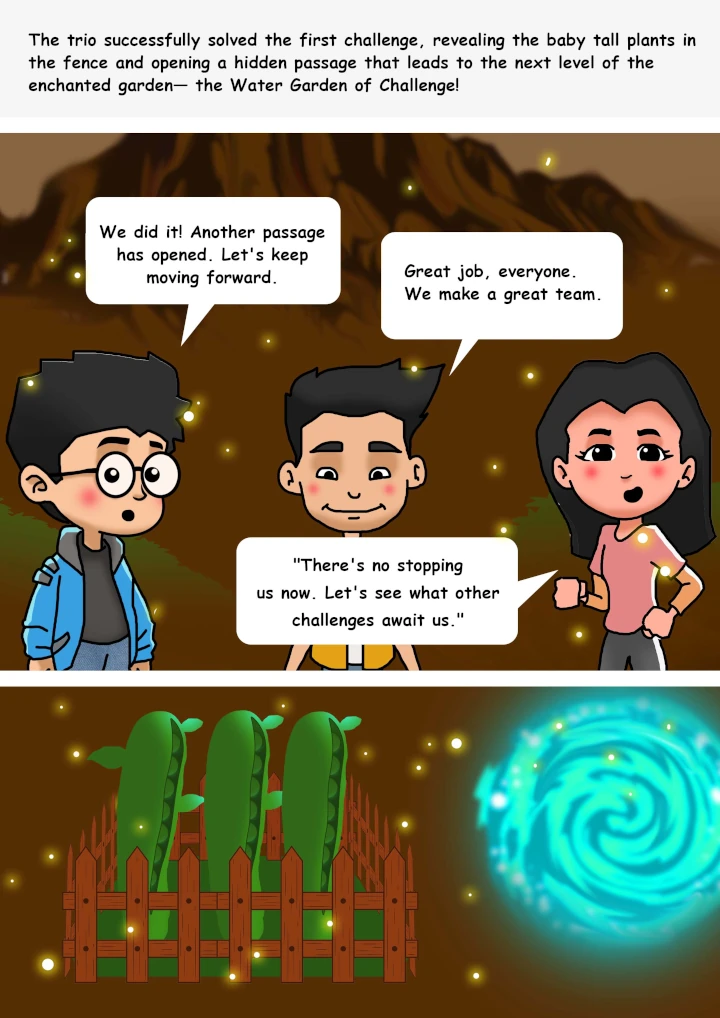 The trio successfully solved the first challenge, revealing the baby tall plants in
the fence and opening a hidden passage that leads to the next level of the
enchanted garden— the Water Garden of Challenge!
We did it! Another passage
has opened. Let's keep
moving forward.
Great job, everyone.
We make a great team.
"There's no stopping
us now. Let's see what other
challenges await us."